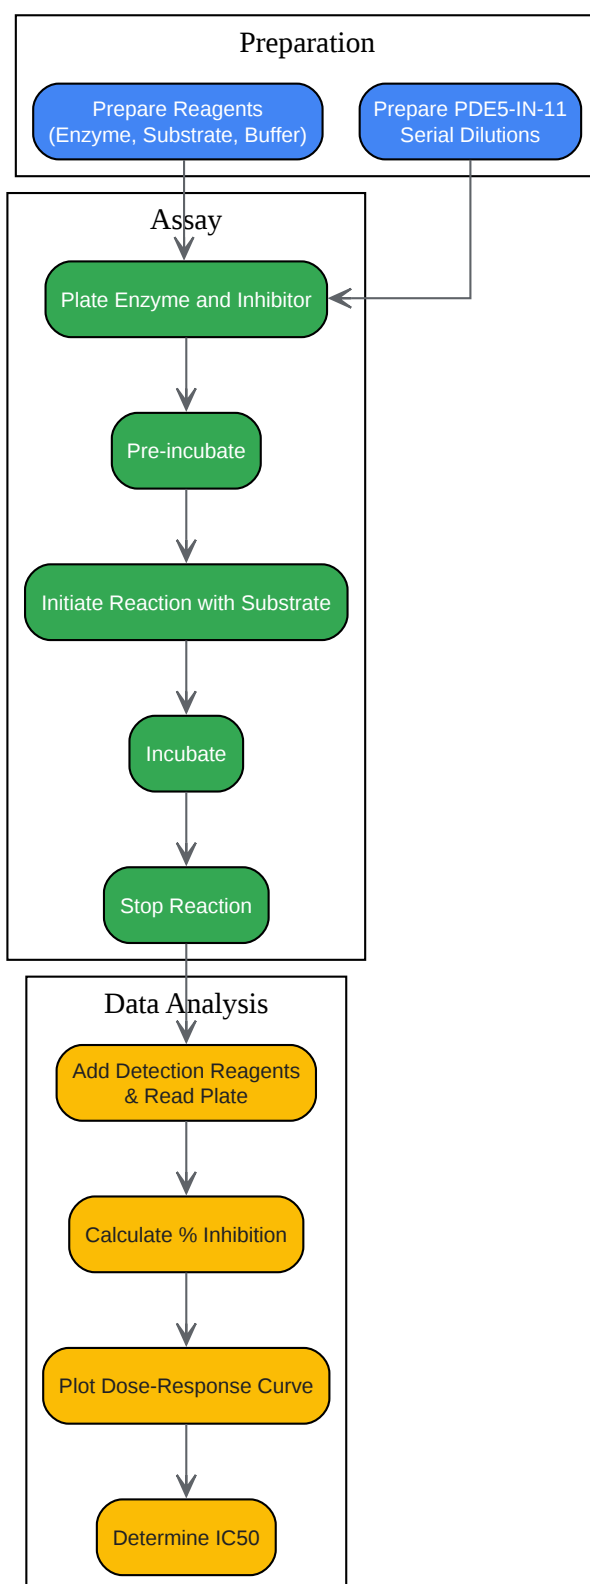 Preparation
Prepare Reagents
(Enzyme, Substrate, Buffer)
Prepare PDE5-IN-11
Serial Dilutions
Assay
Plate Enzyme and Inhibitor
Pre-incubate
Initiate Reaction with Substrate
Incubate
Stop Reaction
Data Analysis
Add Detection Reagents
& Read Plate
Calculate % Inhibition
Plot Dose-Response Curve
Determine IC50